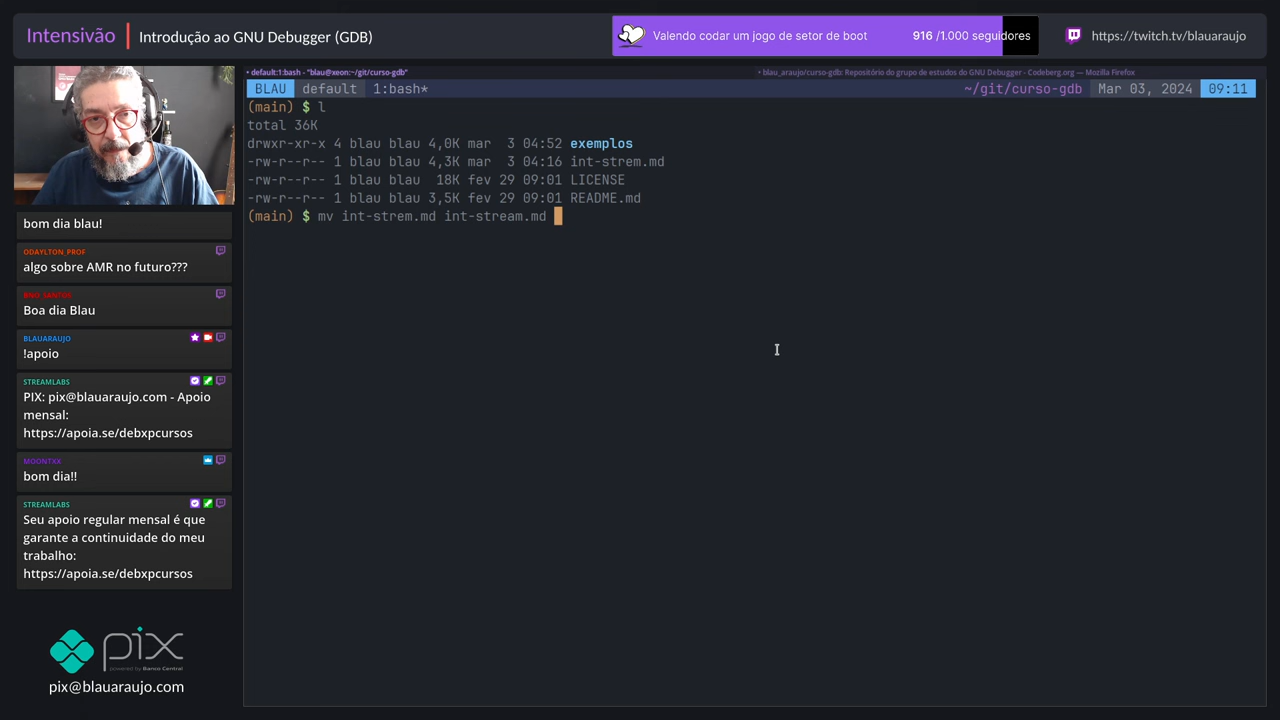 Intensivão
Introdução ao GNU Debugger (GDB)
Valendo codar um jogo de setor de boot
916 /1.000 seguidores
https://twitch.tv/blauaraujo
• default:1:bash - "blau@xeon:~/git/curso-gdb"
• blau_araujo/curso-gdb: Repositório do grupo de estudos do GNU Debugger - Codeberg.org — Mozilla Firefox
BLAU default 1:bash*
~/git/curso-gdb Mar 03, 2024 09:11
(main) $ l
total 36K
drwxr-xr-x 4 blau blau 4,0K mar  3 04:52 exemplos
-rw-r--r-- 1 blau blau 4,3K mar  3 04:16 int-strem.md
-rw-r--r-- 1 blau blau  18K fev 29 09:01 LICENSE
-rw-r--r-- 1 blau blau 3,5K fev 29 09:01 README.md
(main) $ mv int-strem.md int-stream.md
bom dia blau!
ODAYLTON_PROF
algo sobre AMR no futuro???
Boa dia Blau
BLAUARAUJO
!apoio
STREAMLABS
PIX: pix@blauaraujo.com - Apoio
mensal:
https://apoia.se/debxpcursos
MOONTXX
bom dia!!
STREAMLABS
Seu apoio regular mensal é que
garante a continuidade do meu
trabalho:
https://apoia.se/debxpcursos
pix
powered by Banco Central
pix@blauaraujo.com